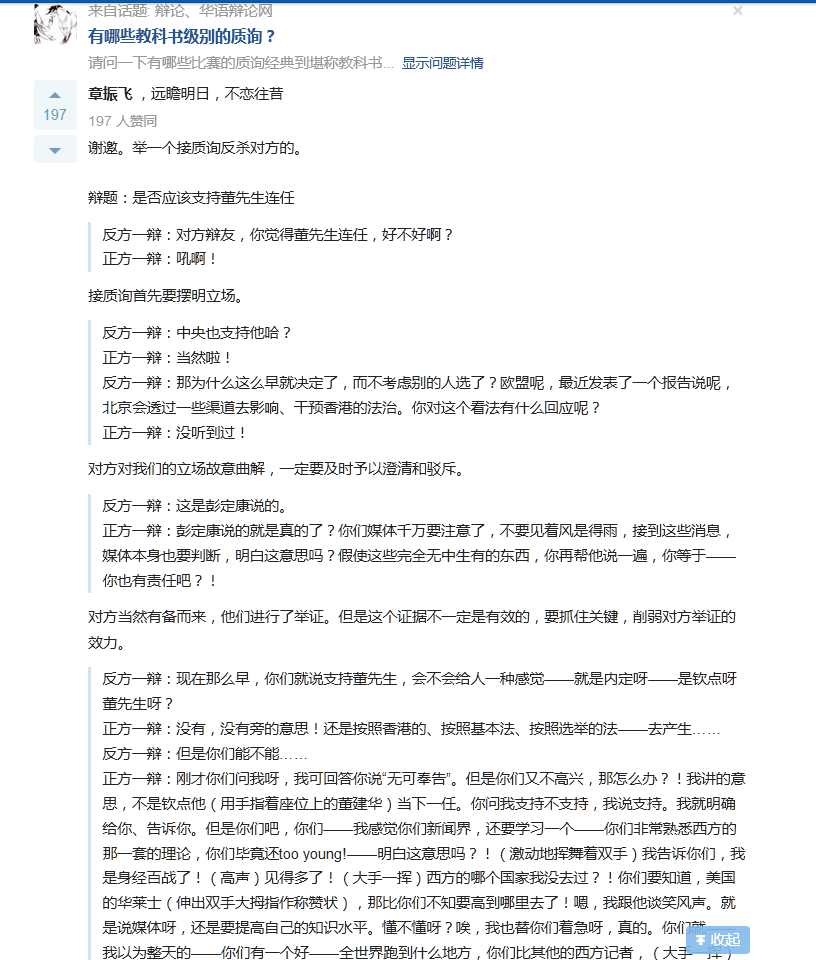 来自话题: 辩论、华语辩论网
有哪些教科书级别的质询？
请问一下有哪些比赛的质询经典到堪称教科书... 显示问题详情
197
章振飞 ，远瞻明日，不恋往昔
197 人赞同
谢邀。举一个接质询反杀对方的。
辩题：是否应该支持董先生连任
反方一辩：对方辩友，你觉得董先生连任，好不好啊？
正方一辩：吼啊！
接质询首先要摆明立场。
反方一辩：中央也支持他哈？
正方一辩：当然啦！
反方一辩：那为什么这么早就决定了，而不考虑别的人选了？欧盟呢，最近发表了一个报告说呢，
北京会透过一些渠道去影响、干预香港的法治。你对这个看法有什么回应呢？
正方一辩：没听到过！
对方对我们的立场故意曲解，一定要及时予以澄清和驳斥。
反方一辩：这是彭定康说的。
正方一辩：彭定康说的就是真的了？你们媒体千万要注意了，不要见着风是得雨，接到这些消息，
媒体本身也要判断，明白这意思吗？假使这些完全无中生有的东西，你再帮他说一遍，你等于——
你也有责任吧？！
对方当然有备而来，他们进行了举证。但是这个证据不一定是有效的，要抓住关键，削弱对方举证的
效力。
反方一辩：现在那么早，你们就说支持董先生，会不会给人一种感觉——就是内定呀——是钦点呀
董先生呀？
正方一辩：没有，没有旁的意思！还是按照香港的、按照基本法、按照选举的法——去产生……
反方一辩：但是你们能不能……
正方一辩：刚才你们问我呀，我可回答你说“无可奉告”。但是你们又不高兴，那怎么办？！我讲的意
思，不是钦点他（用手指着座位上的董建华）当下一任。你问我支持不支持，我说支持。我就明确
给你、告诉你。但是你们吧，你们——我感觉你们新闻界，还要学习一个——你们非常熟悉西方的
那一套的理论，你们毕竟还too young!——明白这意思吗？！（激动地挥舞着双手）我告诉你们，我
是身经百战了！（高声）见得多了！（大手一挥）西方的哪个国家我没去过？！你们要知道，美国
的华莱士（伸出双手大拇指作称赞状），那比你们不知要高到哪里去了！嗯，我跟他谈笑风声。就
是说媒体呀，还是要提高自己的知识水平。懂不懂呀？唉，我也替你们着急呀，真的。你们就——
我以为整天的——你们有一个好——全世界跑到什么地方，你们比其他的西方记者，（大手一挥）
收起